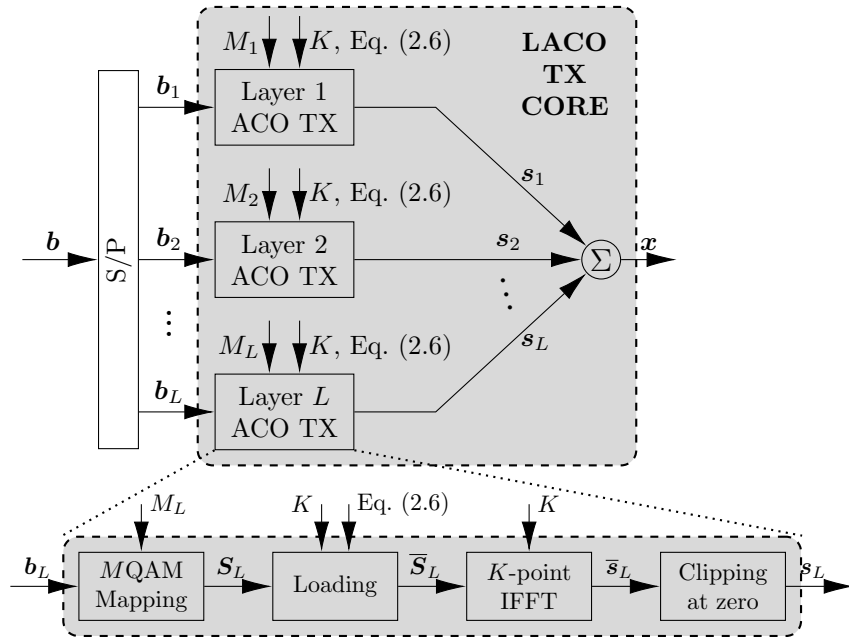 M₁ K, Eq. (2.6)
LACO
TX
CORE
b₁
Layer 1
ACO TX
s₁
M₂ K, Eq. (2.6)
b
S/P
b₂
Layer 2
ACO TX
s₂
Σ
x
⋮
⋱
M_L K, Eq. (2.6)
s_L
b_L
Layer L
ACO TX
M_L
K
Eq. (2.6)
K
b_L
MQAM
Mapping
S_L
Loading
S̅_L
K-point
IFFT
s̅_L
Clipping
at zero
s_L